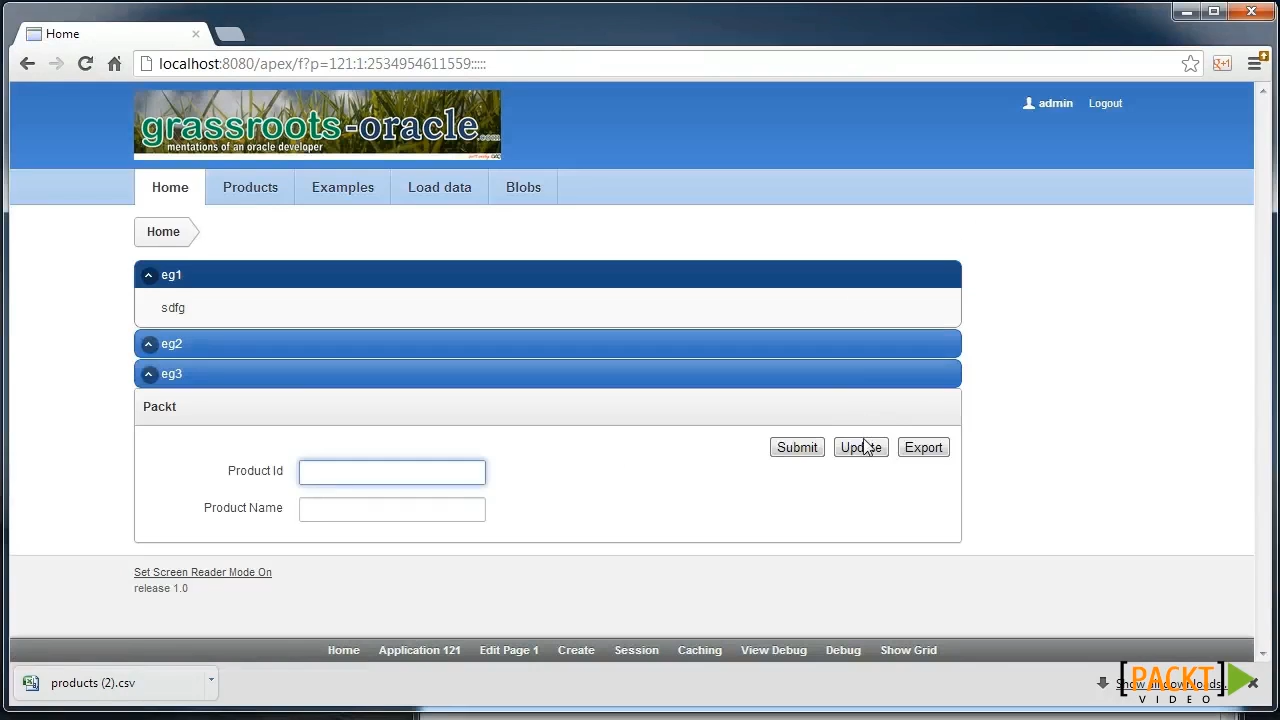 Home
localhost:8080/apex/f?p=121:1:2534954611559:::::
grassroots-oracle.com
mentations of an oracle developer
admin Logout
Home Products Examples Load data Blobs
Home
eg1
sdfg
eg2
eg3
Packt
Submit Update Export
Product Id
Product Name
Set Screen Reader Mode On
release 1.0
Home Application 121 Edit Page 1 Create Session Caching View Debug Debug Show Grid
products (2).csv
[PACKT]
VIDEO